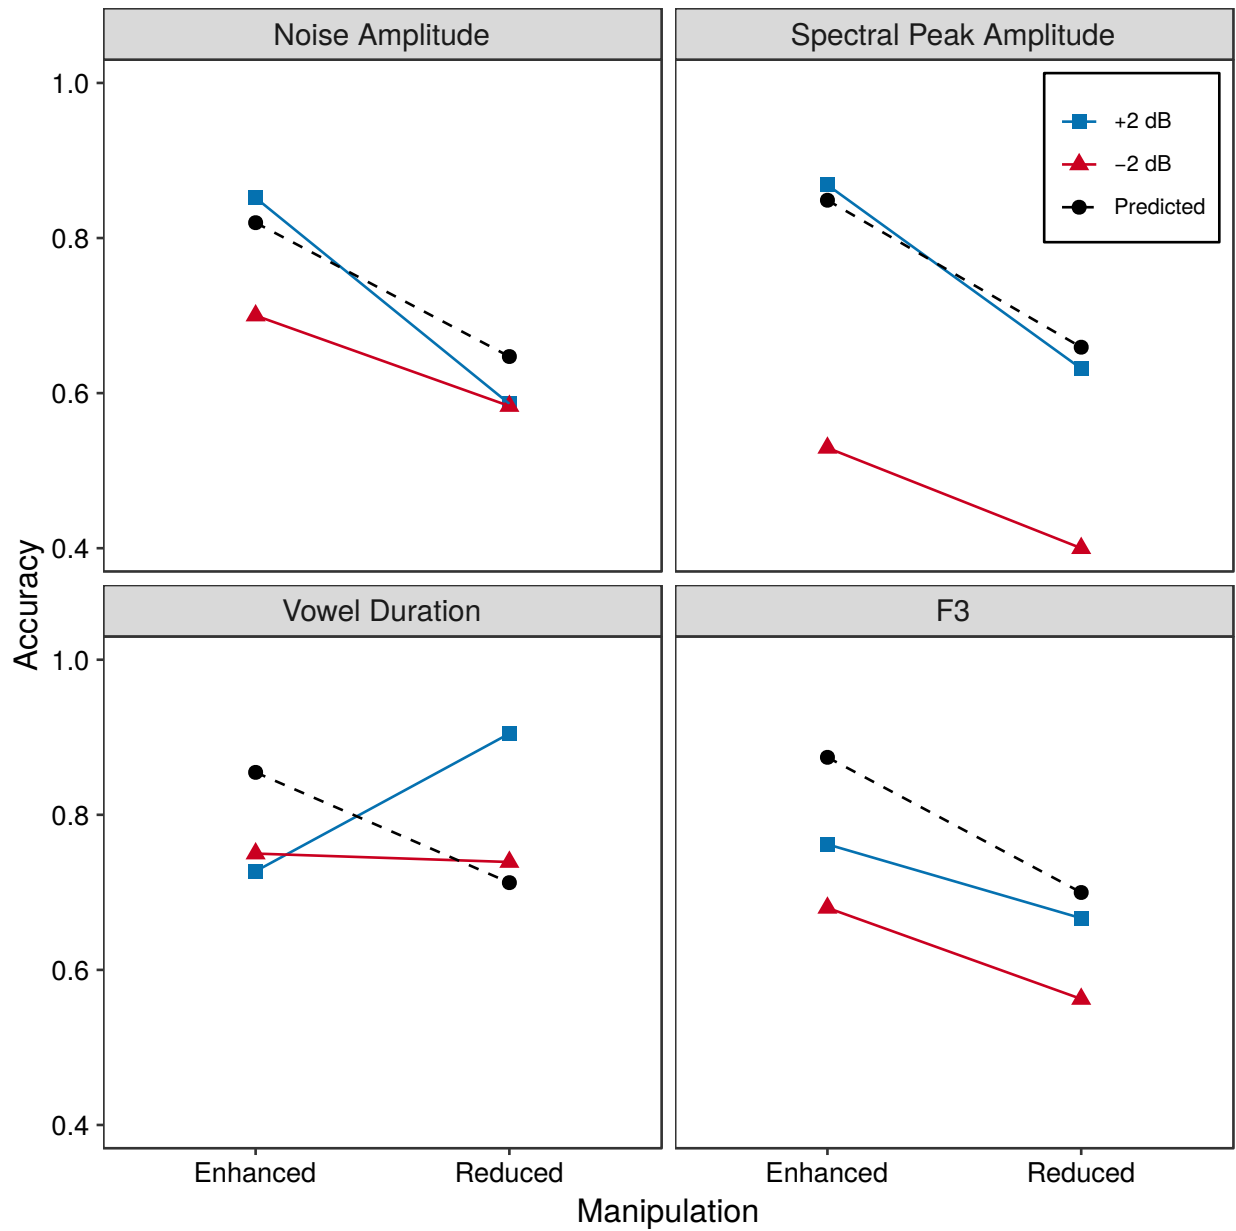 Noise Amplitude
Spectral Peak Amplitude
1.0
0.8
0.6
0.4
+2 dB
−2 dB
Predicted
Accuracy
Vowel Duration
F3
1.0
0.8
0.6
0.4
Enhanced
Reduced
Enhanced
Reduced
Manipulation